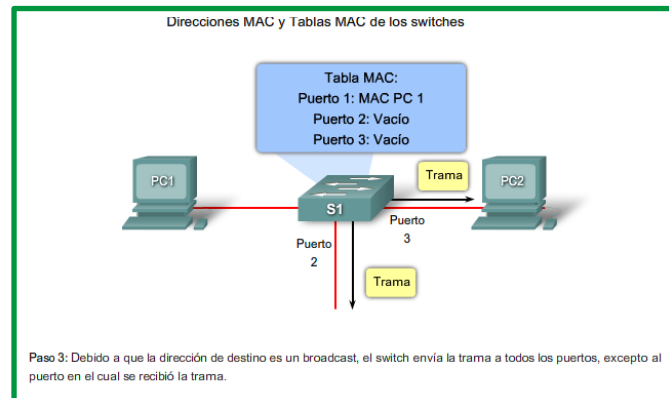 Direcciones MAC y Tablas MAC de los switches
Tabla MAC:
Puerto 1: MAC PC 1
Puerto 2: Vacío
Puerto 3: Vacío
Trama
PC1
PC2
S1
Puerto
3
Puerto
2
Trama
Paso 3: Debido a que la dirección de destino es un broadcast, el switch envía la trama a todos los puertos, excepto al
puerto en el cual se recibió la trama.